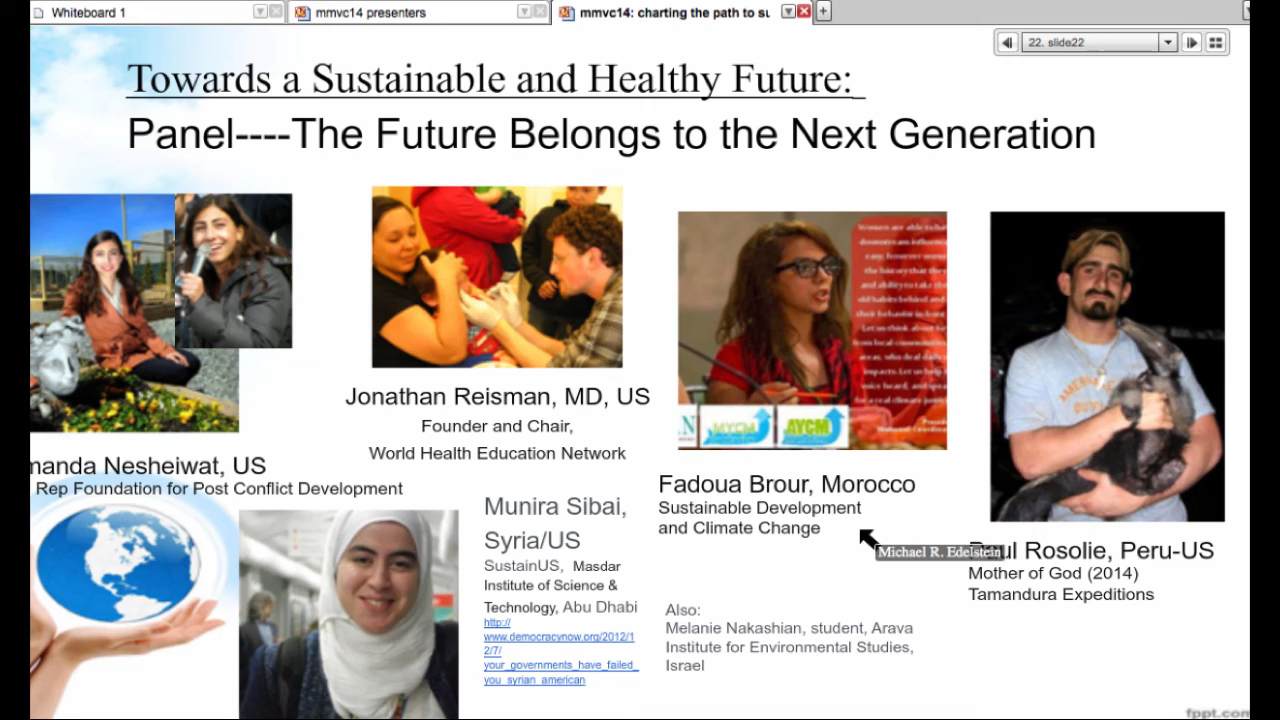 Whiteboard 1
mmvc14 presenters
mmvc14: charting the path to su
22. slide22
Towards a Sustainable and Healthy Future:
Panel----The Future Belongs to the Next Generation
manda Nesheiwat, US
Rep Foundation for Post Conflict Development
Jonathan Reisman, MD, US
Founder and Chair,
World Health Education Network
Munira Sibai,
Syria/US
SustainUS, Masdar
Institute of Science &
Technology, Abu Dhabi
http://
www.democracynow.org/2012/1
2/7/
your_governments_have_failed_
you_syrian_american
MYCM
AYCM
Fadoua Brour, Morocco
Sustainable Development
and Climate Change
Michael R. Edelstein
Also:
Melanie Nakashian, student, Arava
Institute for Environmental Studies,
Israel
Paul Rosolie, Peru-US
Mother of God (2014)
Tamandura Expeditions
fppt.com